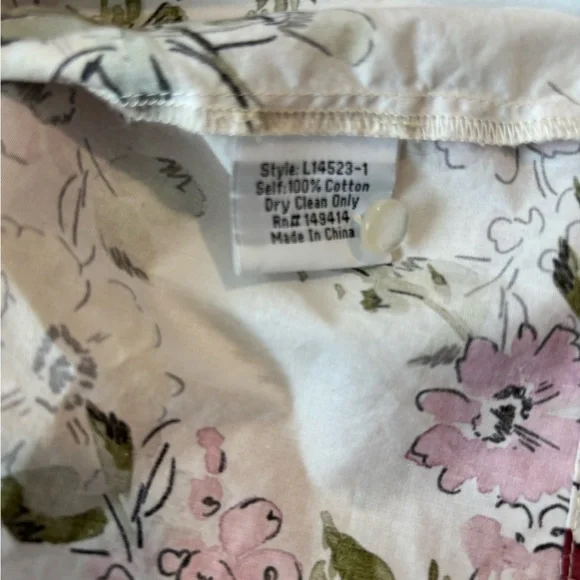 Style: L14523-1
Self:100% Cotton
Dry Clean Only
Rn# 149414
Made In China